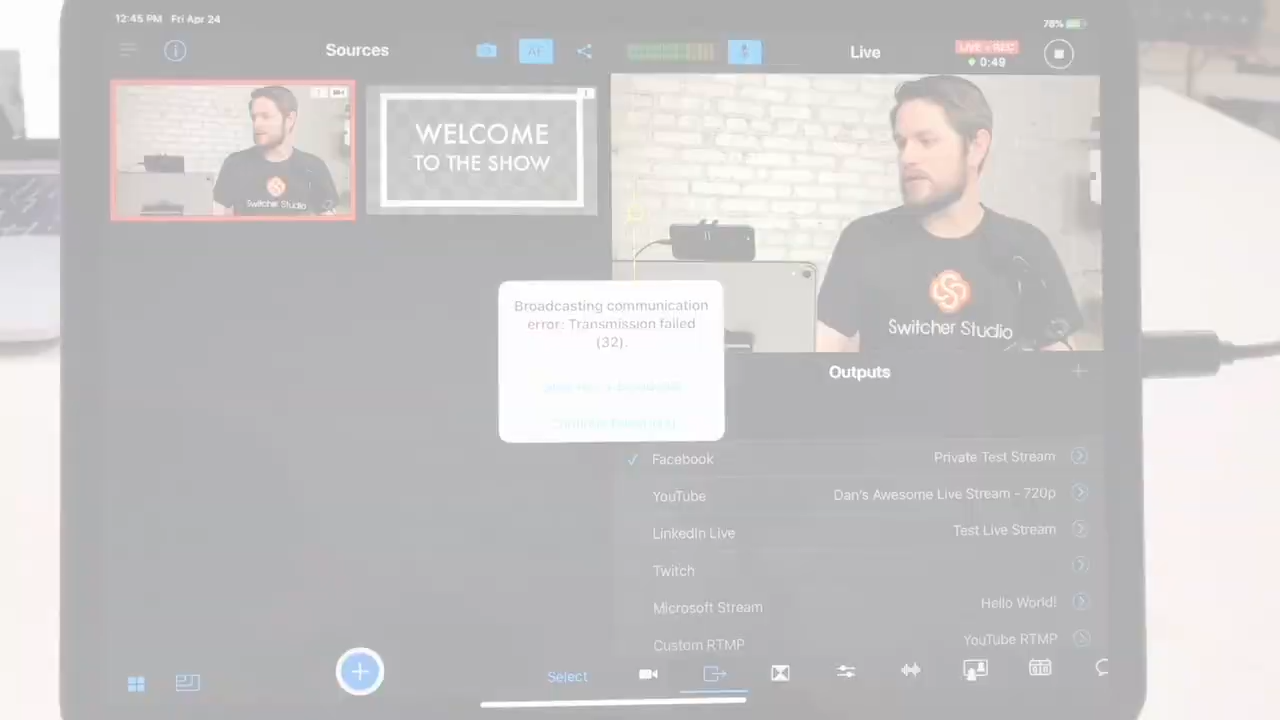 12:45 PM Fri Apr 24
78%
Sources
AF
Live
LIVE + REC
0:49
WELCOME
TO THE SHOW
Switcher Studio
Switcher Studio
Broadcasting communication
error: Transmission failed
(32).
Outputs
Facebook Private Test Stream
YouTube Dan's Awesome Live Stream - 720p
LinkedIn Live Test Live Stream
Twitch
Microsoft Stream Hello World!
Custom RTMP YouTube RTMP
Select